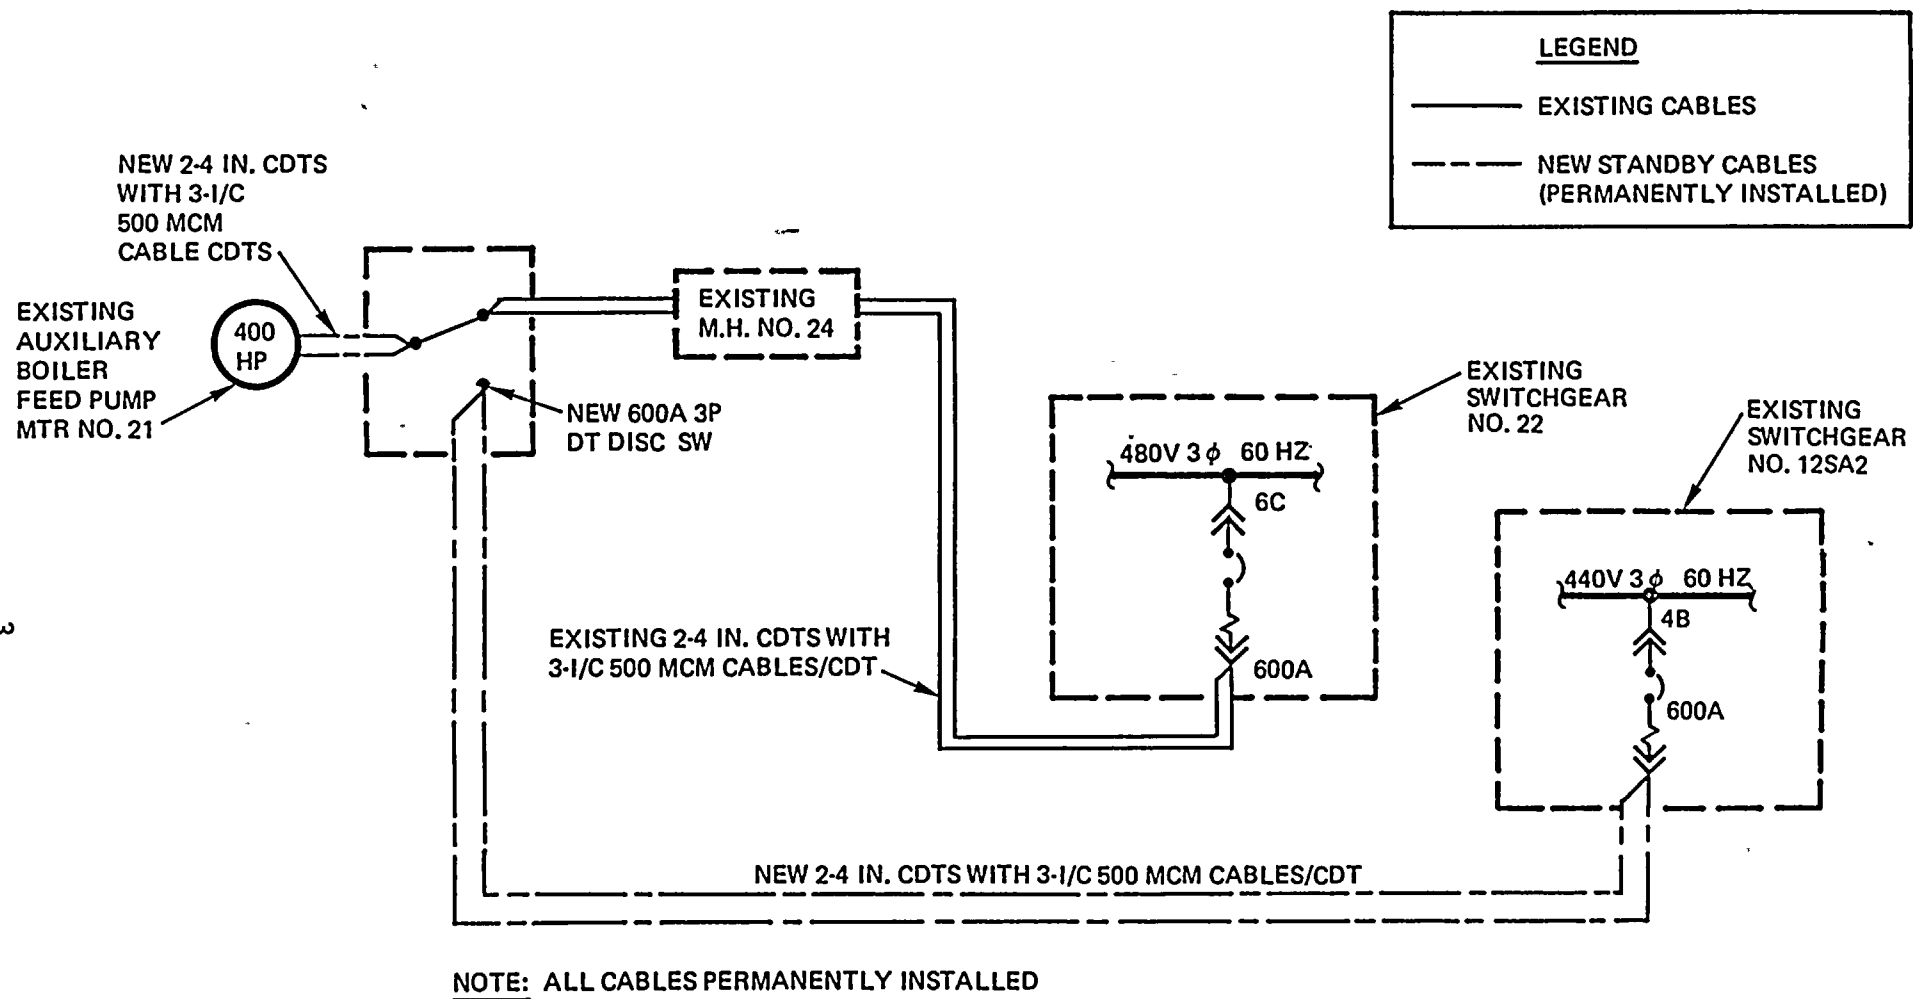 LEGEND
EXISTING CABLES
NEW STANDBY CABLES
(PERMANENTLY INSTALLED)
NEW 2-4 IN. CDTS
WITH 3-I/C
500 MCM
CABLE CDTS
EXISTING
AUXILIARY
BOILER
FEED PUMP
MTR NO. 21
400
HP
EXISTING
M.H. NO. 24
NEW 600A 3P
DT DISC SW
EXISTING
SWITCHGEAR
NO. 22
480V 3 ϕ 60 HZ
6C
600A
EXISTING
SWITCHGEAR
NO. 12SA2
440V 3 ϕ 60 HZ
4B
600A
EXISTING 2-4 IN. CDTS WITH
3-I/C 500 MCM CABLES/CDT
NEW 2-4 IN. CDTS WITH 3-I/C 500 MCM CABLES/CDT
NOTE: ALL CABLES PERMANENTLY INSTALLED
3